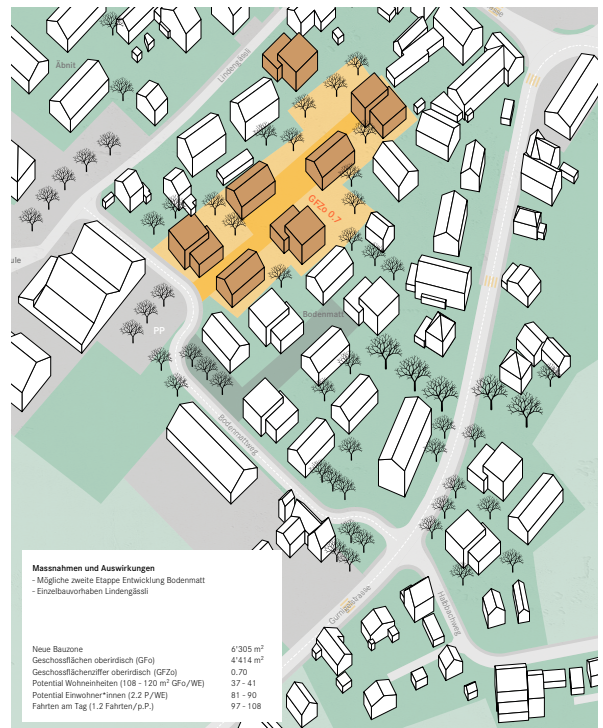 Äbnit
Lindengässli
GFZo 0.7
Bodenmatt
PP
Bodenmattweg
Gurnigelstrasse
Habbachweg
Massnahmen und Auswirkungen
- Mögliche zweite Etappe Entwicklung Bodenmatt
- Einzelbauvorhaben Lindengässli
Neue Bauzone 6'305 m²
Geschossflächen oberirdisch (GFo) 4'414 m²
Geschossflächenziffer oberirdisch (GFZo) 0.70
Potential Wohneinheiten (108 - 120 m² GFo/WE) 37 - 41
Potential Einwohner*innen (2.2 P/WE) 81 - 90
Fahrten am Tag (1.2 Fahrten/p.P.) 97 - 108